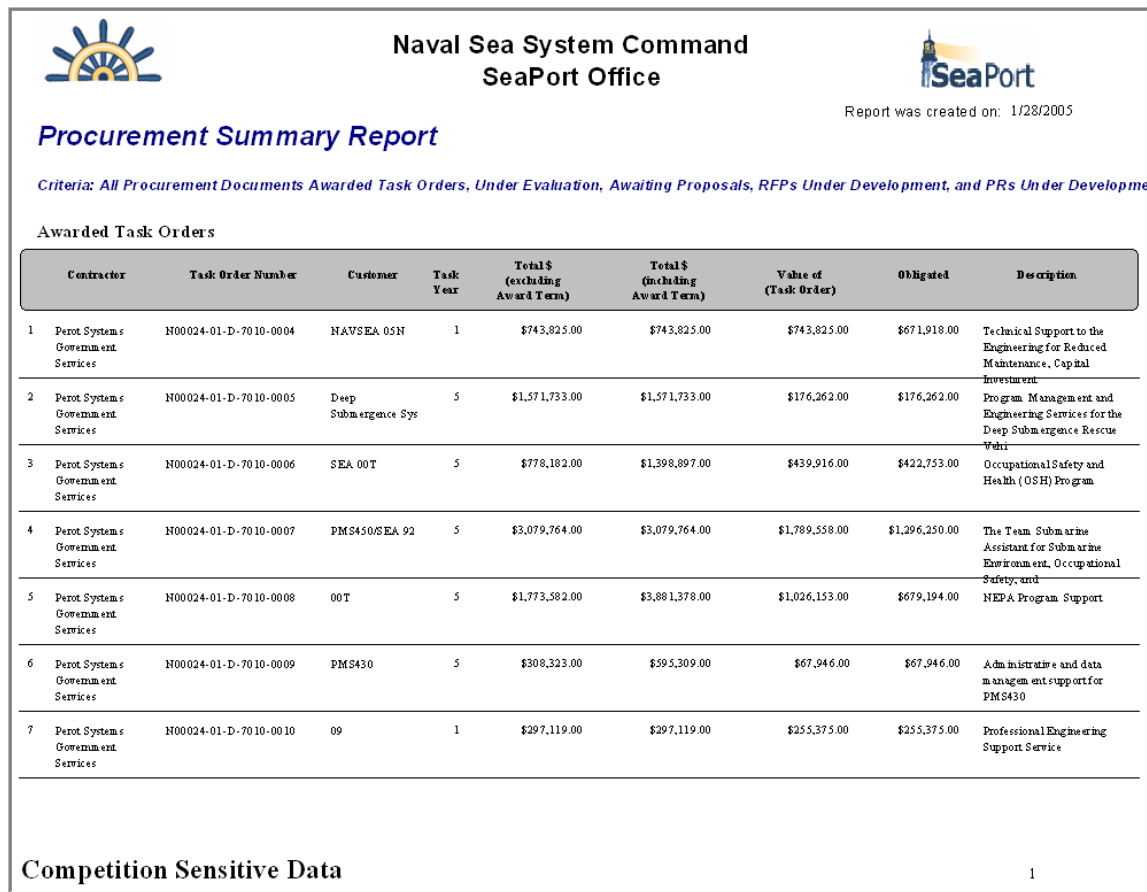 Naval Sea System Command
SeaPort Office
SeaPort
Report was created on: 1/28/2005
Procurement Summary Report
Criteria: All Procurement Documents Awarded Task Orders, Under Evaluation, Awaiting Proposals, RFPs Under Development, and PRs Under Developme
Awarded Task Orders
Contractor Task Order Number Customer Task Year Total $ (excluding Award Term) Total $ (including Award Term) Value of (Task Order) Obligated Description
1 Perot Systems Government Services N00024-01-D-7010-0004 NAVSEA 05N 1 $743,825.00 $743,825.00 $743,825.00 $671,918.00 Technical Support to the Engineering for Reduced Maintenance, Capital Investment
2 Perot Systems Government Services N00024-01-D-7010-0005 Deep Submergence Sys 5 $1,571,733.00 $1,571,733.00 $176,262.00 $176,262.00 Program Management and Engineering Services for the Deep Submergence Rescue Vehi
3 Perot Systems Government Services N00024-01-D-7010-0006 SEA 00T 5 $778,182.00 $1,398,897.00 $439,916.00 $422,753.00 Occupational Safety and Health (OSH) Program
4 Perot Systems Government Services N00024-01-D-7010-0007 PMS450/SEA 92 5 $3,079,764.00 $3,079,764.00 $1,789,558.00 $1,296,250.00 The Team Submarine Assistant for Submarine Environment, Occupational Safety, and
5 Perot Systems Government Services N00024-01-D-7010-0008 00T 5 $1,773,582.00 $3,881,378.00 $1,026,153.00 $679,194.00 NEPA Program Support
6 Perot Systems Government Services N00024-01-D-7010-0009 PMS430 5 $308,323.00 $595,309.00 $67,946.00 $67,946.00 Administrative and data management support for PMS430
7 Perot Systems Government Services N00024-01-D-7010-0010 09 1 $297,119.00 $297,119.00 $255,375.00 $255,375.00 Professional Engineering Support Service
Competition Sensitive Data
1